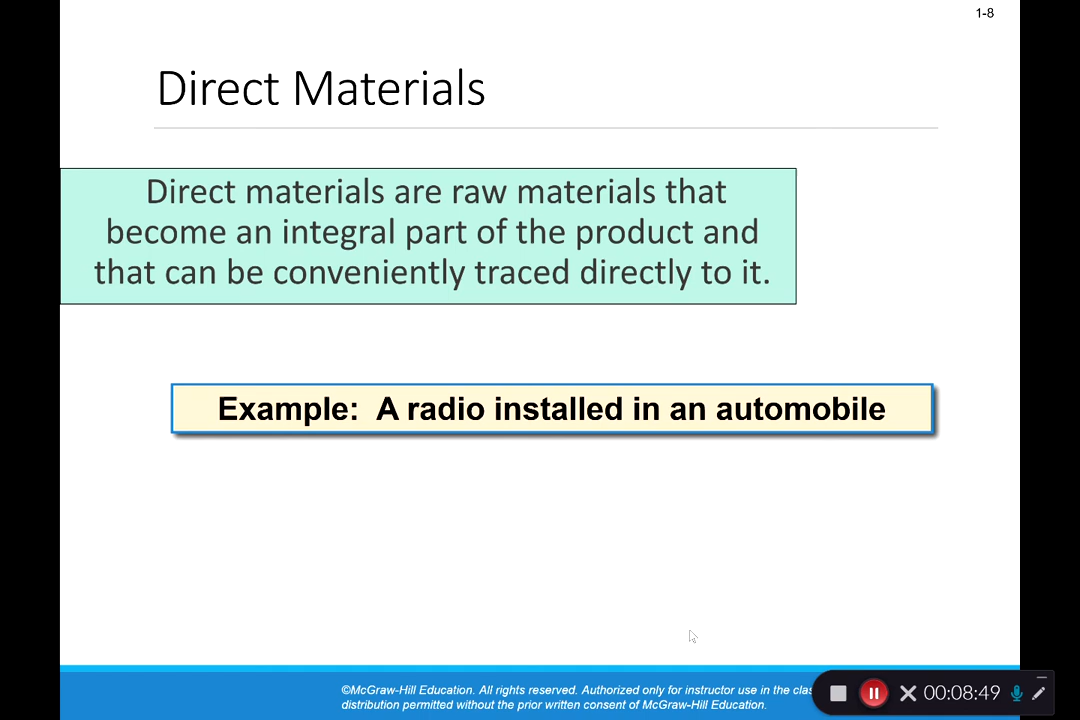 1-8
Direct Materials
Direct materials are raw materials that
become an integral part of the product and
that can be conveniently traced directly to it.
Example: A radio installed in an automobile
©McGraw-Hill Education. All rights reserved. Authorized only for instructor use in the
distribution permitted without the prior written consent of McGraw-Hill Education.
00:08:49